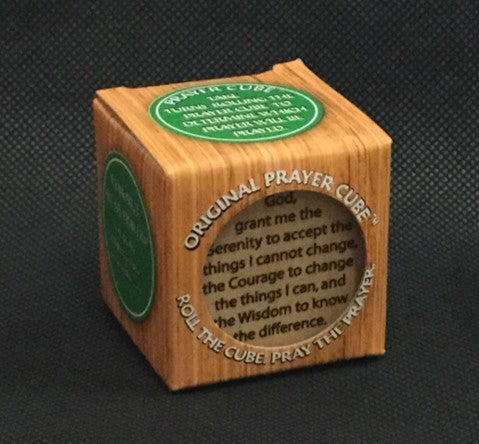 PRAYER CUBE
TAKE
TURNS ROLLING THE
PRAYER CUBE TO
DETERMINE WHICH
PRAYER WILL BE
PRAYED.
ORIGINAL PRAYER CUBE™
God,
grant me the
Serenity to accept the
things I cannot change,
the Courage to change
the things I can, and
the Wisdom to know
the difference.
ROLL THE CUBE. PRAY THE PRAYER.